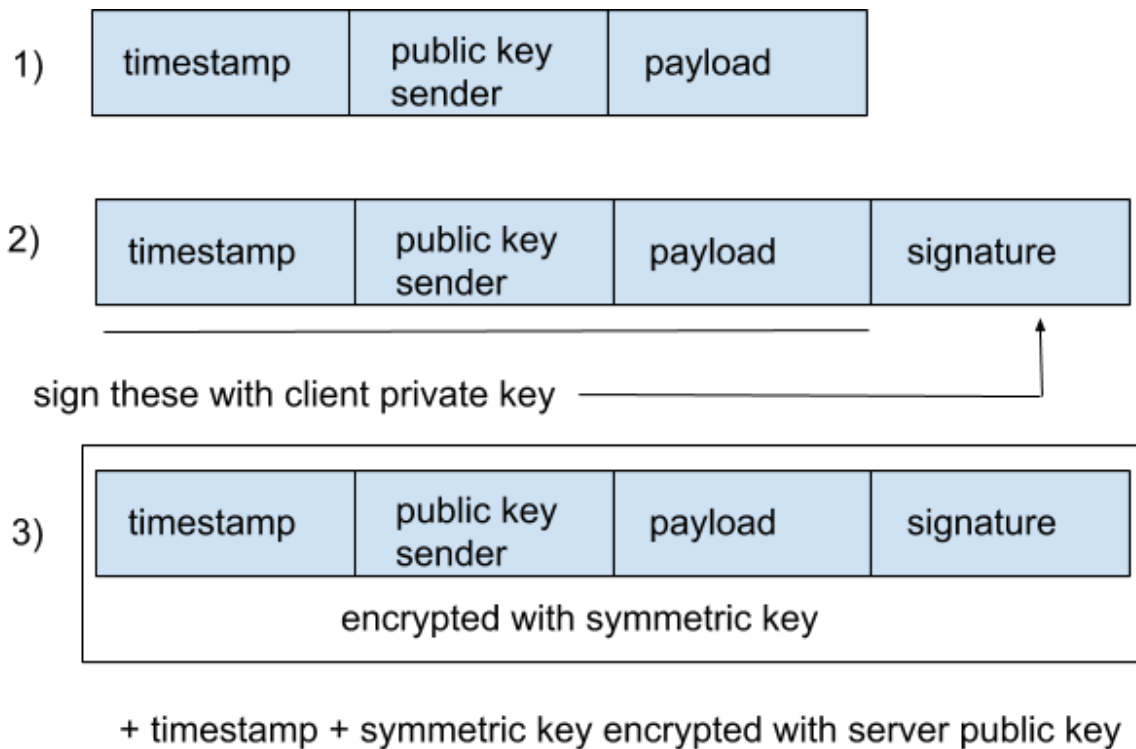 1) timestamp public key sender payload
2) timestamp public key sender payload signature
sign these with client private key
3) timestamp public key sender payload signature
encrypted with symmetric key
+ timestamp + symmetric key encrypted with server public key